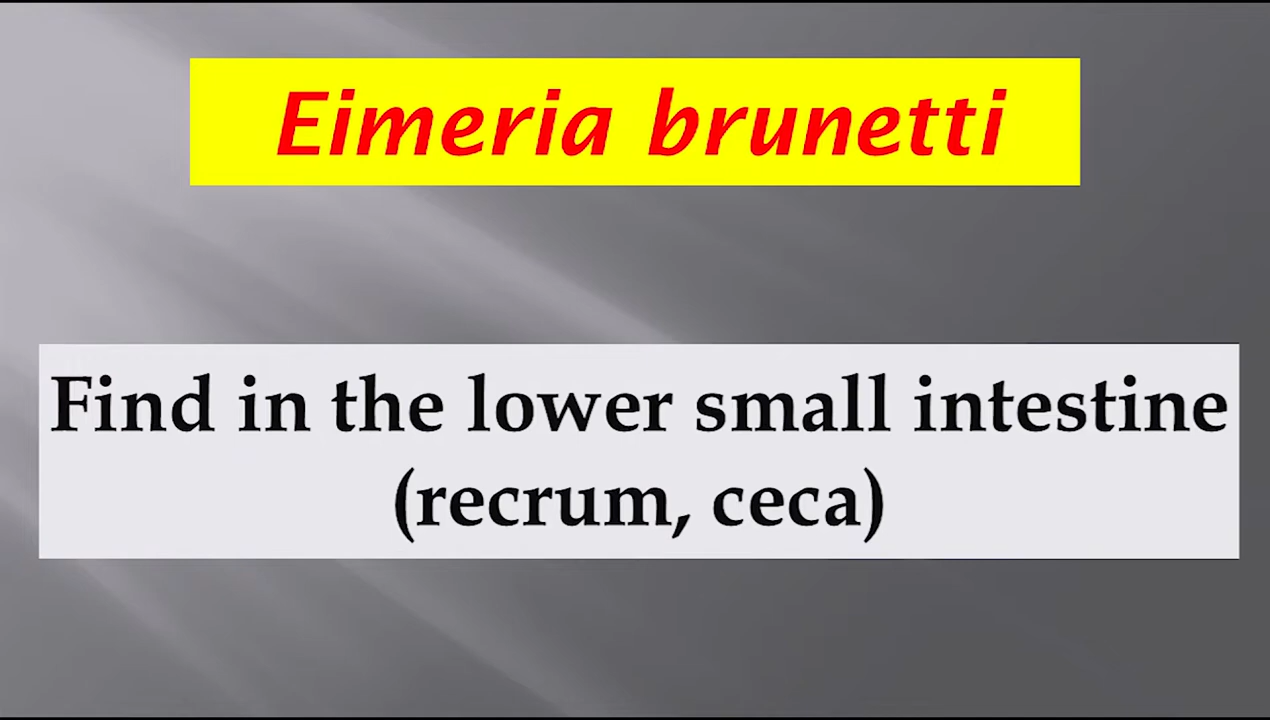 Eimeria brunetti
Find in the lower small intestine
(recrum, ceca)